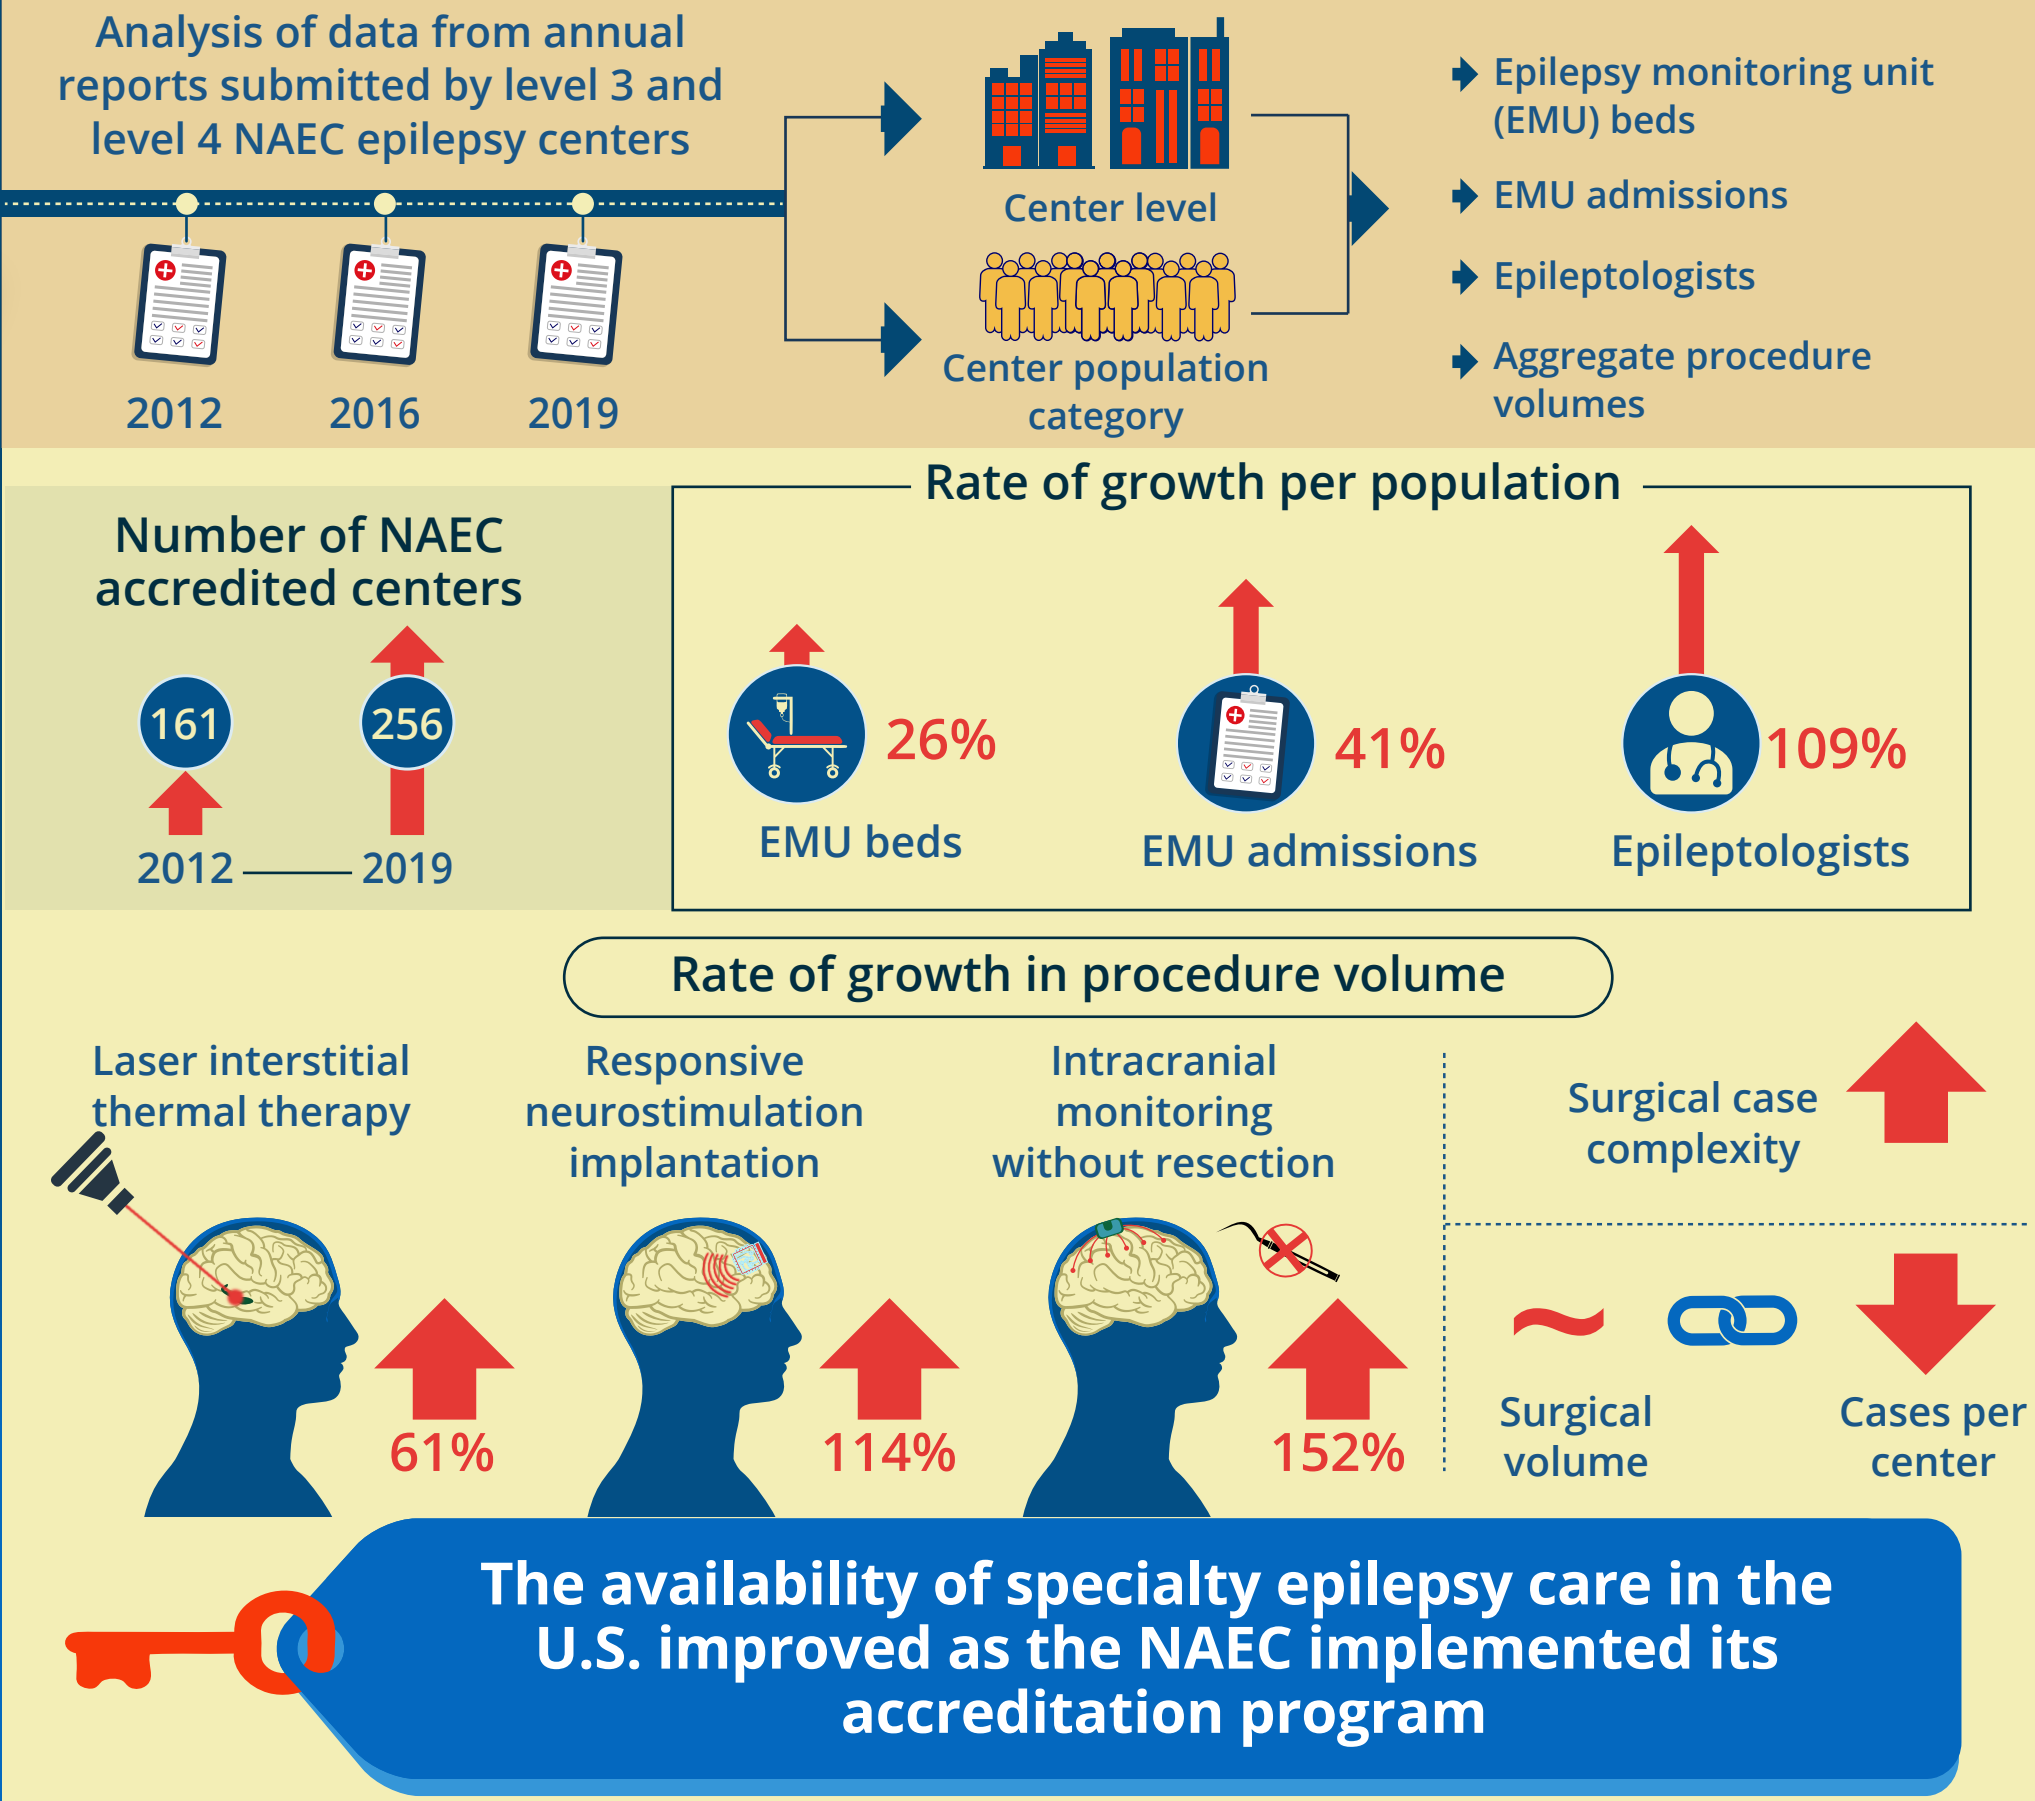 Analysis of data from annual
reports submitted by level 3 and
level 4 NAEC epilepsy centers
2012
2016
2019
Center level
Center population
category
Epilepsy monitoring unit
(EMU) beds
EMU admissions
Epileptologists
Aggregate procedure
volumes
Number of NAEC
accredited centers
161
256
2012
2019
Rate of growth per population
26%
EMU beds
41%
EMU admissions
109%
Epileptologists
Rate of growth in procedure volume
Laser interstitial
thermal therapy
61%
Responsive
neurostimulation
implantation
114%
Intracranial
monitoring
without resection
152%
Surgical case
complexity
~
Surgical
volume
Cases per
center
The availability of specialty epilepsy care in the
U.S. improved as the NAEC implemented its
accreditation program